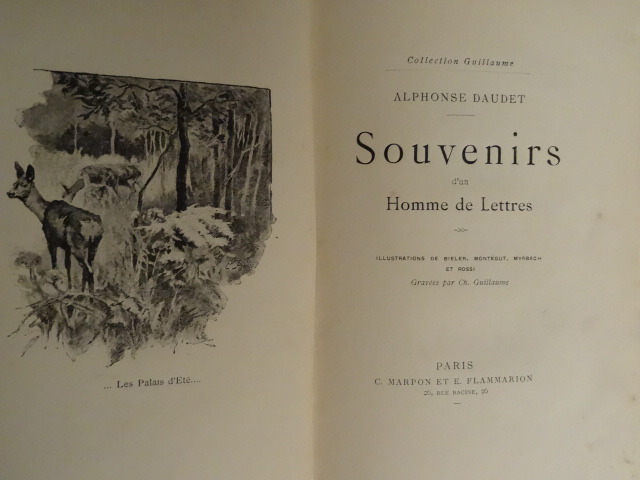 ... Les Palais d'Eté....
Collection Guillaume
ALPHONSE DAUDET
Souvenirs
d'un
Homme de Lettres
ILLUSTRATIONS DE BIELER, MONTÉGUT, MYRBACH
ET ROSSI
Gravées par Ch. Guillaume
PARIS
C. MARPON ET E. FLAMMARION
26, RUE RACINE, 26